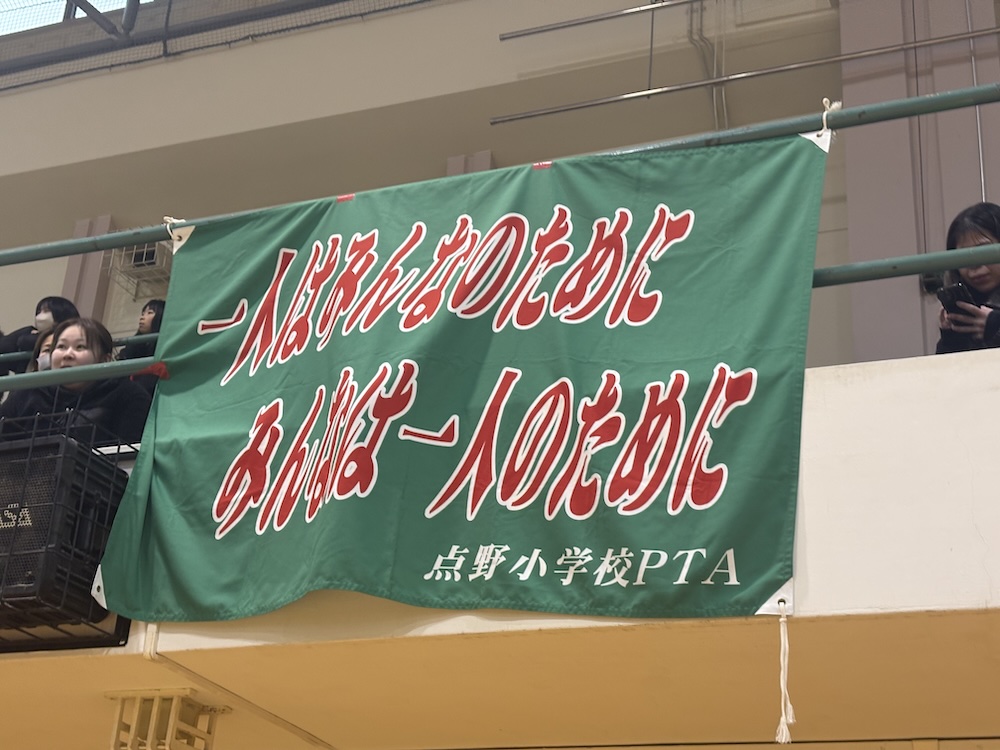 一人はみんなのために
みんなは一人のために
点野小学校PTA